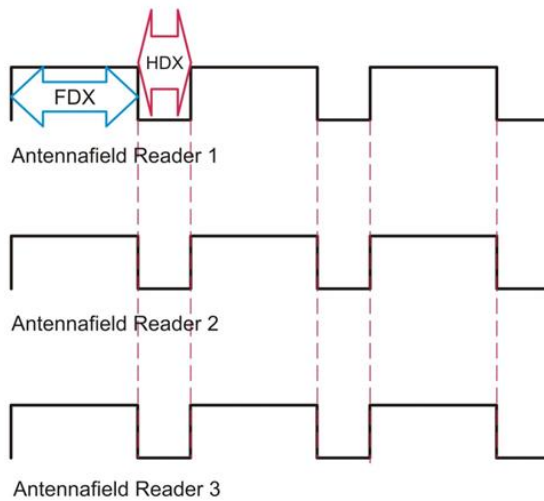 HDX
FDX
Antennafield Reader 1
Antennafield Reader 2
Antennafield Reader 3